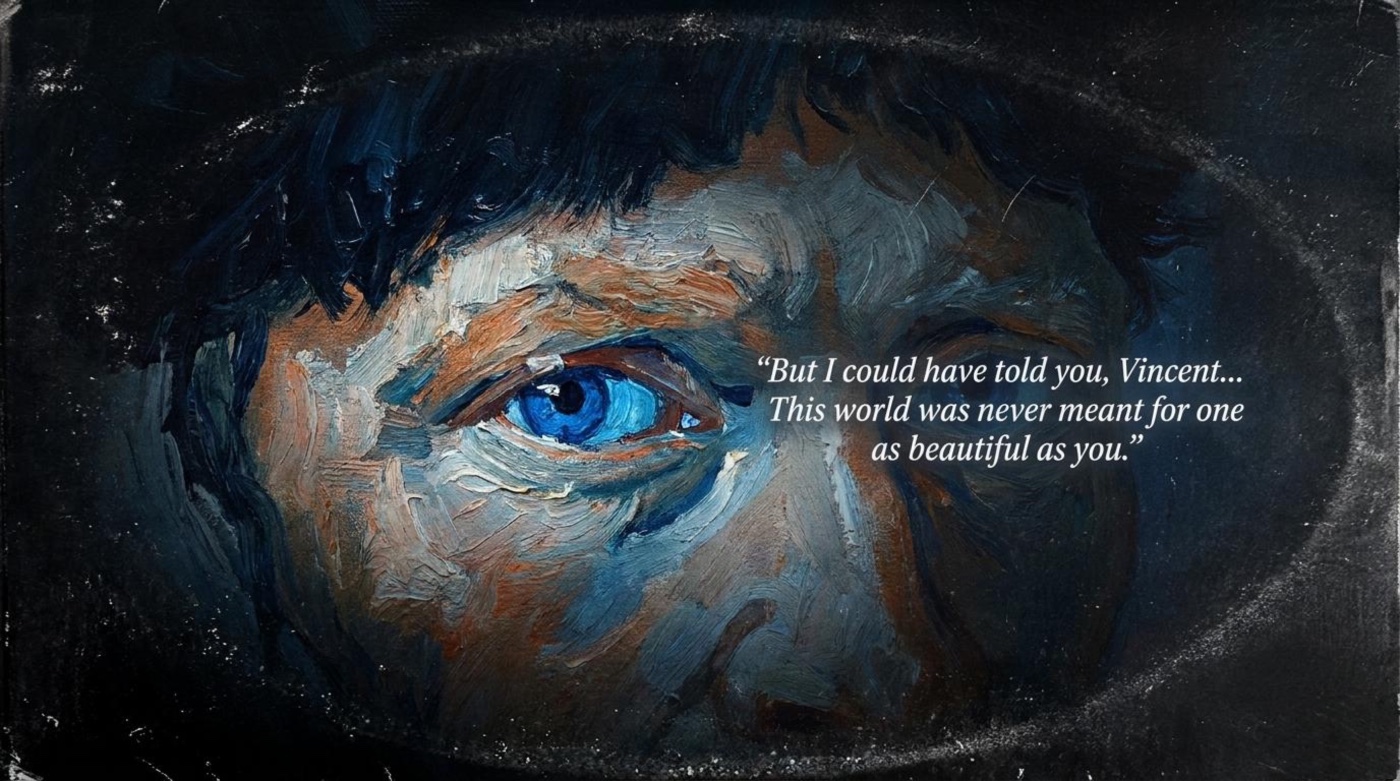 “But I could have told you, Vincent...
This world was never meant for one
as beautiful as you.”